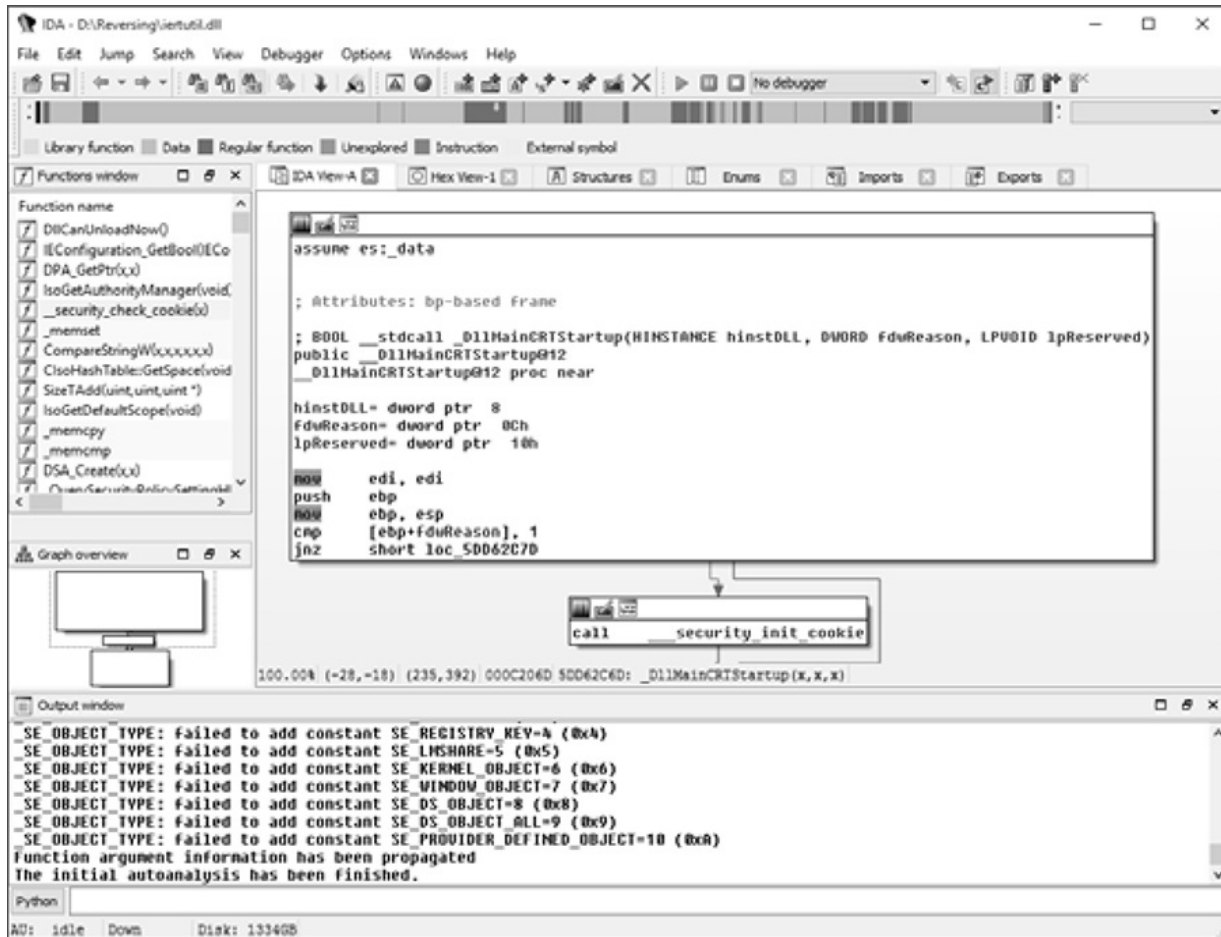 IDA - D:\Reversing\iertutil.dll
File Edit Jump Search View Debugger Options Windows Help
No debugger
Library function Data Regular function Unexplored Instruction External symbol
Functions window
IDA View-A Hex View-1 Structures Enums Imports Exports
Function name
DllCanUnloadNow()
IEConfiguration_GetBool(IECo
DPA_GetPtr(x,x)
IsoGetAuthorityManager(void)
__security_check_cookie(x)
_memset
CompareStringW(x,x,x,x,x,x)
CIsoHashTable::GetSpace(void
SizeTAdd(uint,uint,uint *)
IsoGetDefaultScope(void)
_memcpy
_memcmp
DSA_Create(x,x)
assume es:_data
; Attributes: bp-based frame
; BOOL __stdcall _DllMainCRTStartup(HINSTANCE hinstDLL, DWORD fdwReason, LPVOID lpReserved)
public __DllMainCRTStartup@12
__DllMainCRTStartup@12 proc near
hinstDLL= dword ptr 8
fdwReason= dword ptr 0Ch
lpReserved= dword ptr 10h
mov edi, edi
push ebp
mov ebp, esp
cmp [ebp+fdwReason], 1
jnz short loc_5DD62C7D
call ___security_init_cookie
Graph overview
100.00% (-28,-18) (235,392) 000C206D 5DD62C6D: _DllMainCRTStartup(x,x,x)
Output window
_SE_OBJECT_TYPE: failed to add constant SE_REGISTRY_KEY=4 (0x4)
_SE_OBJECT_TYPE: failed to add constant SE_LMSHARE=5 (0x5)
_SE_OBJECT_TYPE: failed to add constant SE_KERNEL_OBJECT=6 (0x6)
_SE_OBJECT_TYPE: failed to add constant SE_WINDOW_OBJECT=7 (0x7)
_SE_OBJECT_TYPE: failed to add constant SE_DS_OBJECT=8 (0x8)
_SE_OBJECT_TYPE: failed to add constant SE_DS_OBJECT_ALL=9 (0x9)
_SE_OBJECT_TYPE: failed to add constant SE_PROVIDER_DEFINED_OBJECT=10 (0xA)
Function argument information has been propagated
The initial autoanalysis has been finished.
Python
AU: idle Down Disk: 1334GB